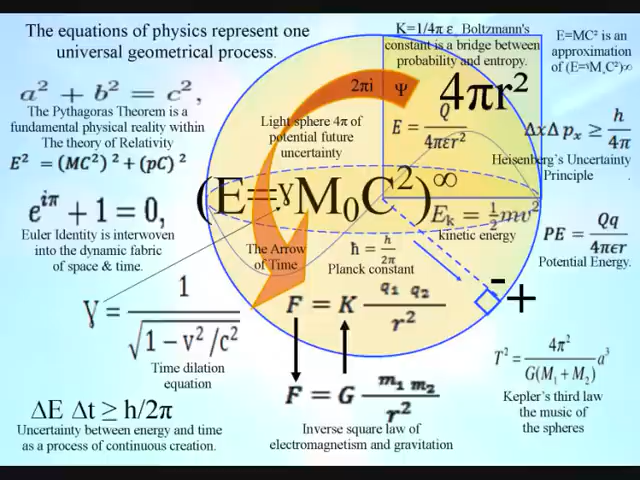 The equations of physics represent one
universal geometrical process.
K=1/4π ε Boltzmann's
constant is a bridge between
probability and entropy.
E=MC² is an
approximation
of (E=γM₀C²)∞
a² + b² = c²,
The Pythagoras Theorem is a
fundamental physical reality within
The theory of Relativity
E² = (MC²)²+(pC)²
2πi
Ψ
4πr²
Light sphere 4π of
potential future
uncertainty
E = Q / 4πεr²
ΔxΔpₓ ≥ h / 4π
Heisenberg's Uncertainty
Principle .
(E=γM₀C²)∞
e^iπ + 1 = 0,
Euler Identity is interwoven
into the dynamic fabric
of space & time.
Eₖ = ½mv²
kinetic energy
PE = Qq / 4πεr
Potential Energy.
The Arrow
of Time
ħ = h / 2π
Planck constant
γ = 1 / √1 − v²/c²
Time dilation
equation
F = K q₁ q₂ / r²
- +
F = G m₁ m₂ / r²
Inverse square law of
electromagnetism and gravitation
T² = 4π² / G(M₁ + M₂) a³
Kepler's third law
the music of
the spheres
ΔE Δt ≥ h/2π
Uncertainty between energy and time
as a process of continuous creation.